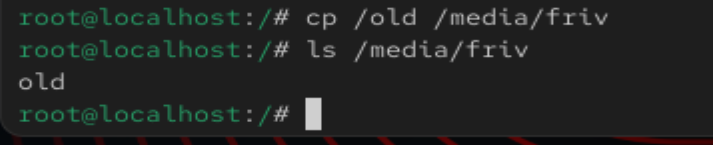 root@localhost:/# cp /old /media/friv
root@localhost:/# ls /media/friv
old
root@localhost:/#